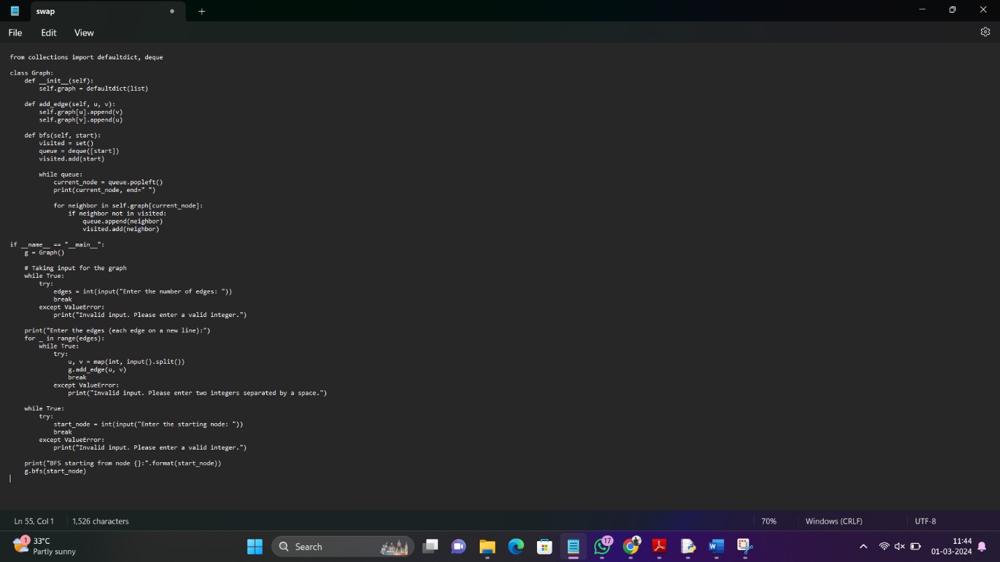 swap
File Edit View
from collections import defaultdict, deque
class Graph:
    def __init__(self):
        self.graph = defaultdict(list)
    def add_edge(self, u, v):
        self.graph[u].append(v)
        self.graph[v].append(u)
    def bfs(self, start):
        visited = set()
        queue = deque([start])
        visited.add(start)
        while queue:
            current_node = queue.popleft()
            print(current_node, end=" ")
            for neighbor in self.graph[current_node]:
                if neighbor not in visited:
                    queue.append(neighbor)
                    visited.add(neighbor)
if __name__ == "__main__":
    g = Graph()
    # Taking input for the graph
    while True:
        try:
            edges = int(input("Enter the number of edges: "))
            break
        except ValueError:
            print("Invalid input. Please enter a valid integer.")
    print("Enter the edges (each edge on a new line):")
    for _ in range(edges):
        while True:
            try:
                u, v = map(int, input().split())
                g.add_edge(u, v)
                break
            except ValueError:
                print("Invalid input. Please enter two integers separated by a space.")
    while True:
        try:
            start_node = int(input("Enter the starting node: "))
            break
        except ValueError:
            print("Invalid input. Please enter a valid integer.")
    print("BFS starting from node {}:".format(start_node))
    g.bfs(start_node)
Ln 55, Col 1 1,526 characters 70% Windows (CRLF) UTF-8
1 33°C
Partly sunny
Search
17
11:44
01-03-2024